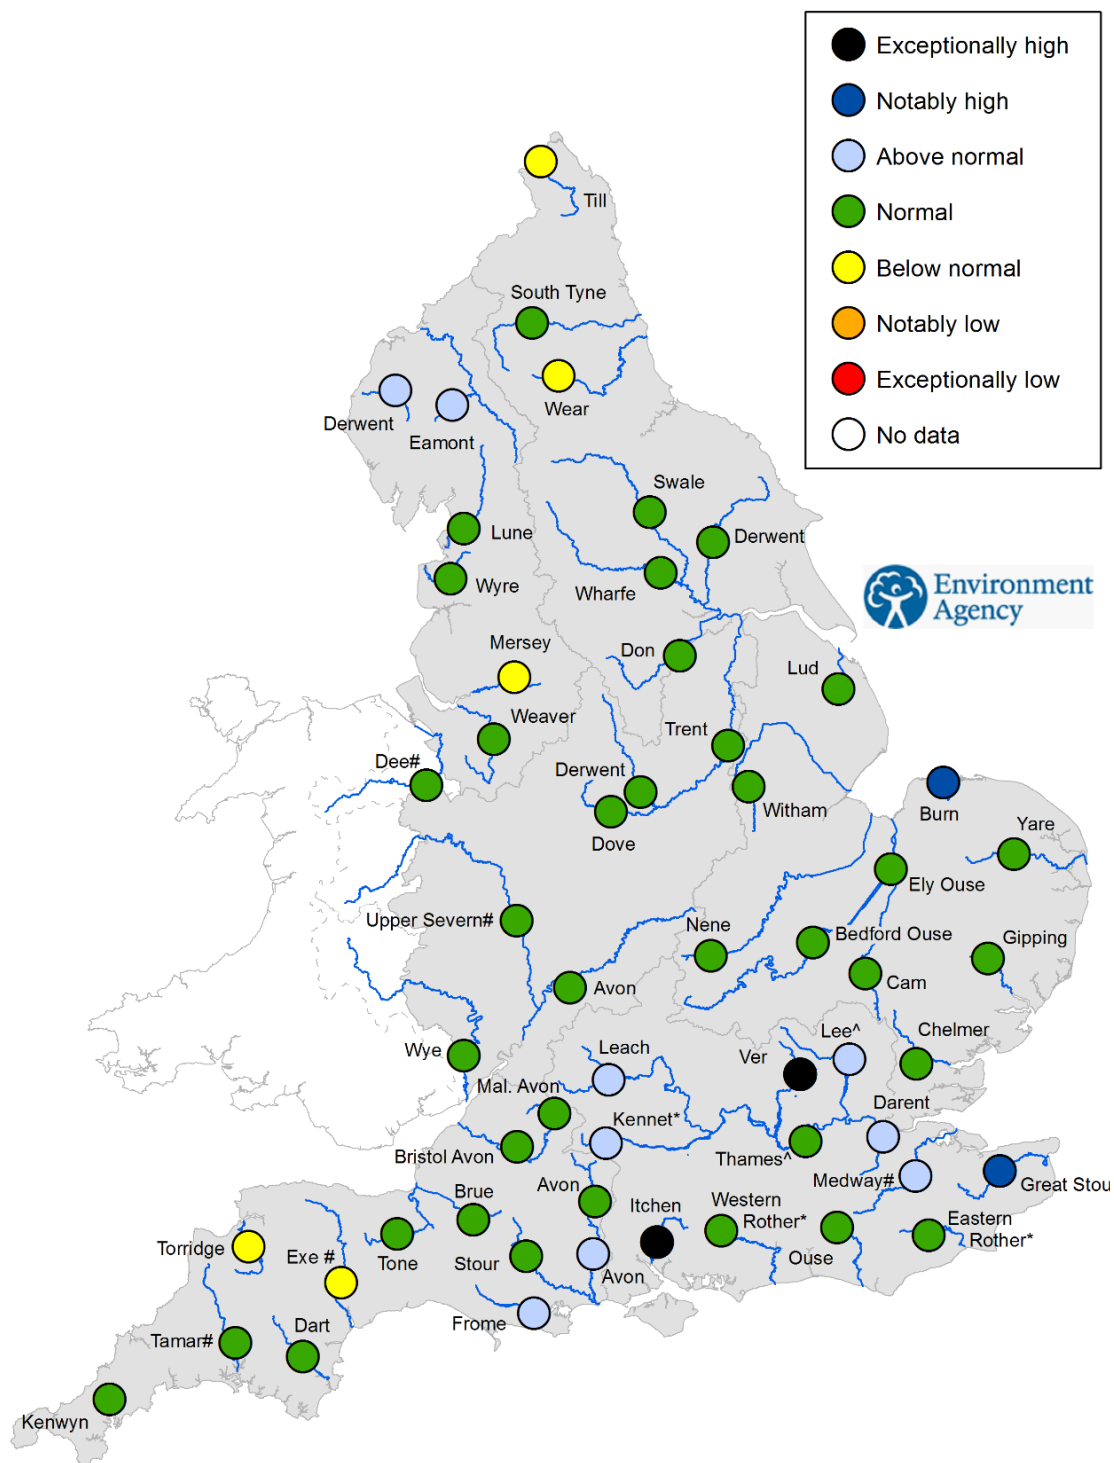 Exceptionally high
Notably high
Above normal
Normal
Below normal
Notably low
Exceptionally low
No data
Till
South Tyne
Wear
Derwent
Eamont
Swale
Lune
Derwent
Wyre
Wharfe
Environment
Agency
Mersey
Don
Lud
Weaver
Trent
Dee#
Derwent
Witham
Burn
Dove
Yare
Ely Ouse
Upper Severn#
Nene
Bedford Ouse
Gipping
Avon
Cam
Wye
Leach
Ver
Lee^
Chelmer
Mal. Avon
Kennet*
Darent
Bristol Avon
Thames^
Medway#
Great Stou
Avon
Brue
Itchen
Western
Rother*
Eastern
Rother*
Torridge
Exe #
Tone
Stour
Avon
Ouse
Frome
Tamar#
Dart
Kenwyn